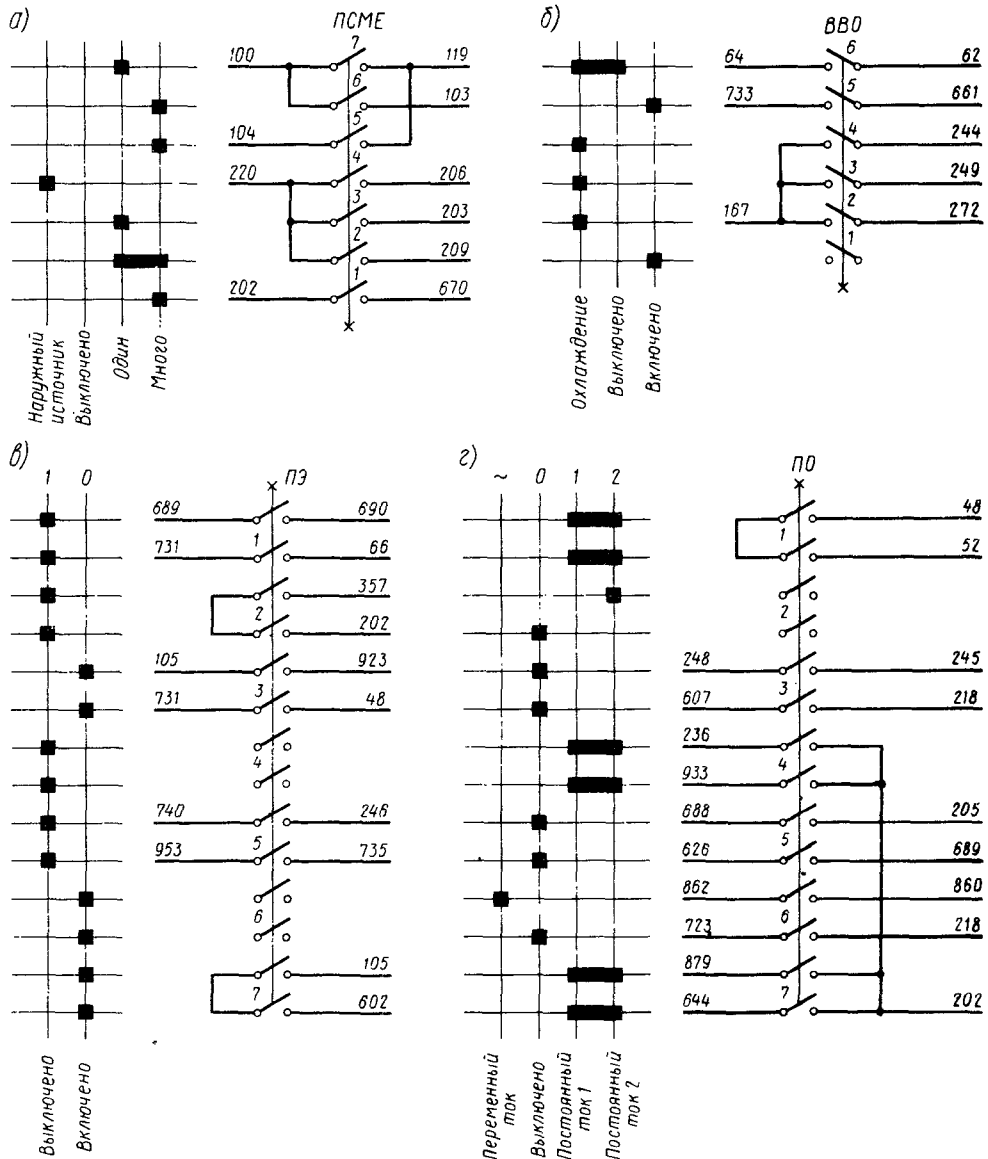 а)
ПСМЕ
100 7 119
6 103
104 5
220 4 206
3 203
2 209
202 1 670
Наружный источник
Выключено
Один
Много
б)
ВВО
64 6 62
733 5 661
4 244
3 249
167 2 272
1
Охлаждение
Выключено
Включено
в)
1 0
ПЭ
689 690
1
731 66
357
2
202
105 923
3
731 48
4
740 246
5
953 735
6
105
7
602
Выключено
Включено
г)
~ 0 1 2
ПО
48
1
52
2
248 245
3
607 218
236
4
933
688 205
5
626 689
862 860
6
723 218
879
7
644 202
Переменный ток
Выключено
Постоянный ток 1
Постоянный ток 2